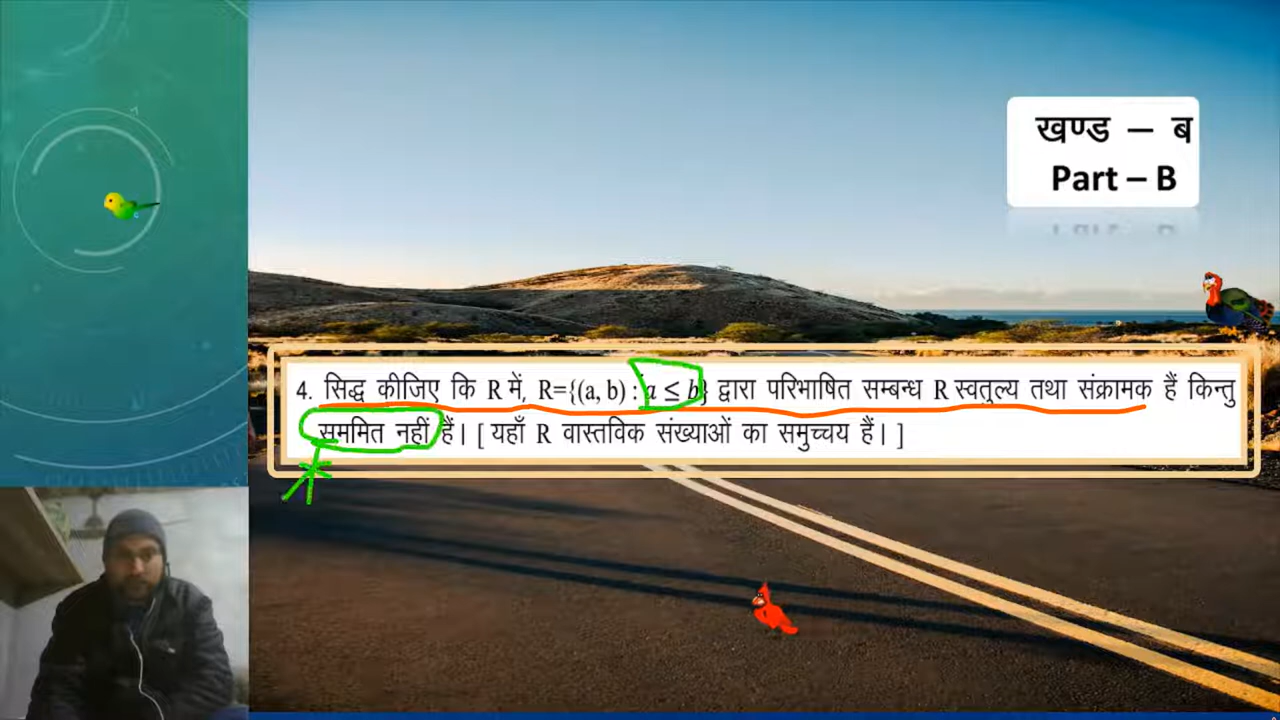 खण्ड – ब
Part – B
4. सिद्ध कीजिए कि R में, R={(a, b) : a ≤ b} द्वारा परिभाषित सम्बन्ध R स्वतुल्य तथा संक्रामक हैं किन्तु
सममित नहीं हैं। [ यहाँ R वास्तविक संख्याओं का समुच्चय हैं। ]